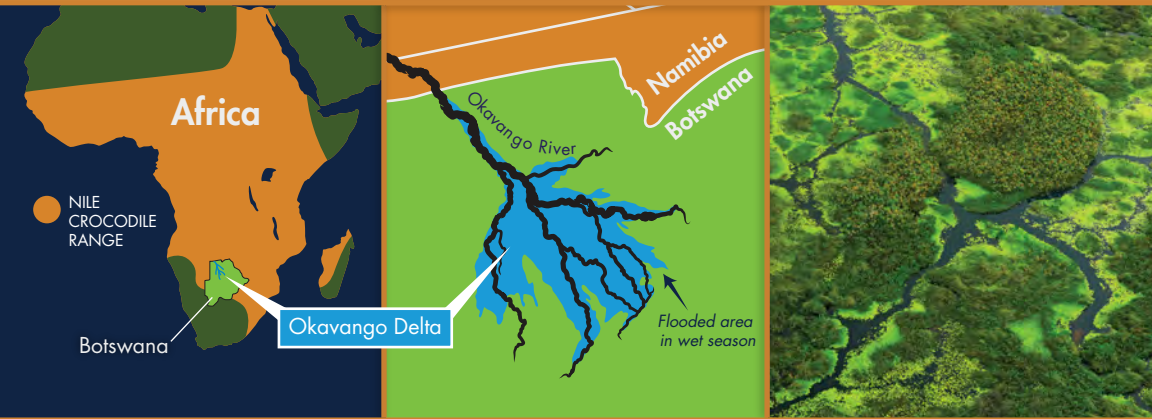 Africa
NILE
CROCODILE
RANGE
Botswana
Okavango Delta
Namibia
Botswana
Okavango River
Flooded area
in wet season